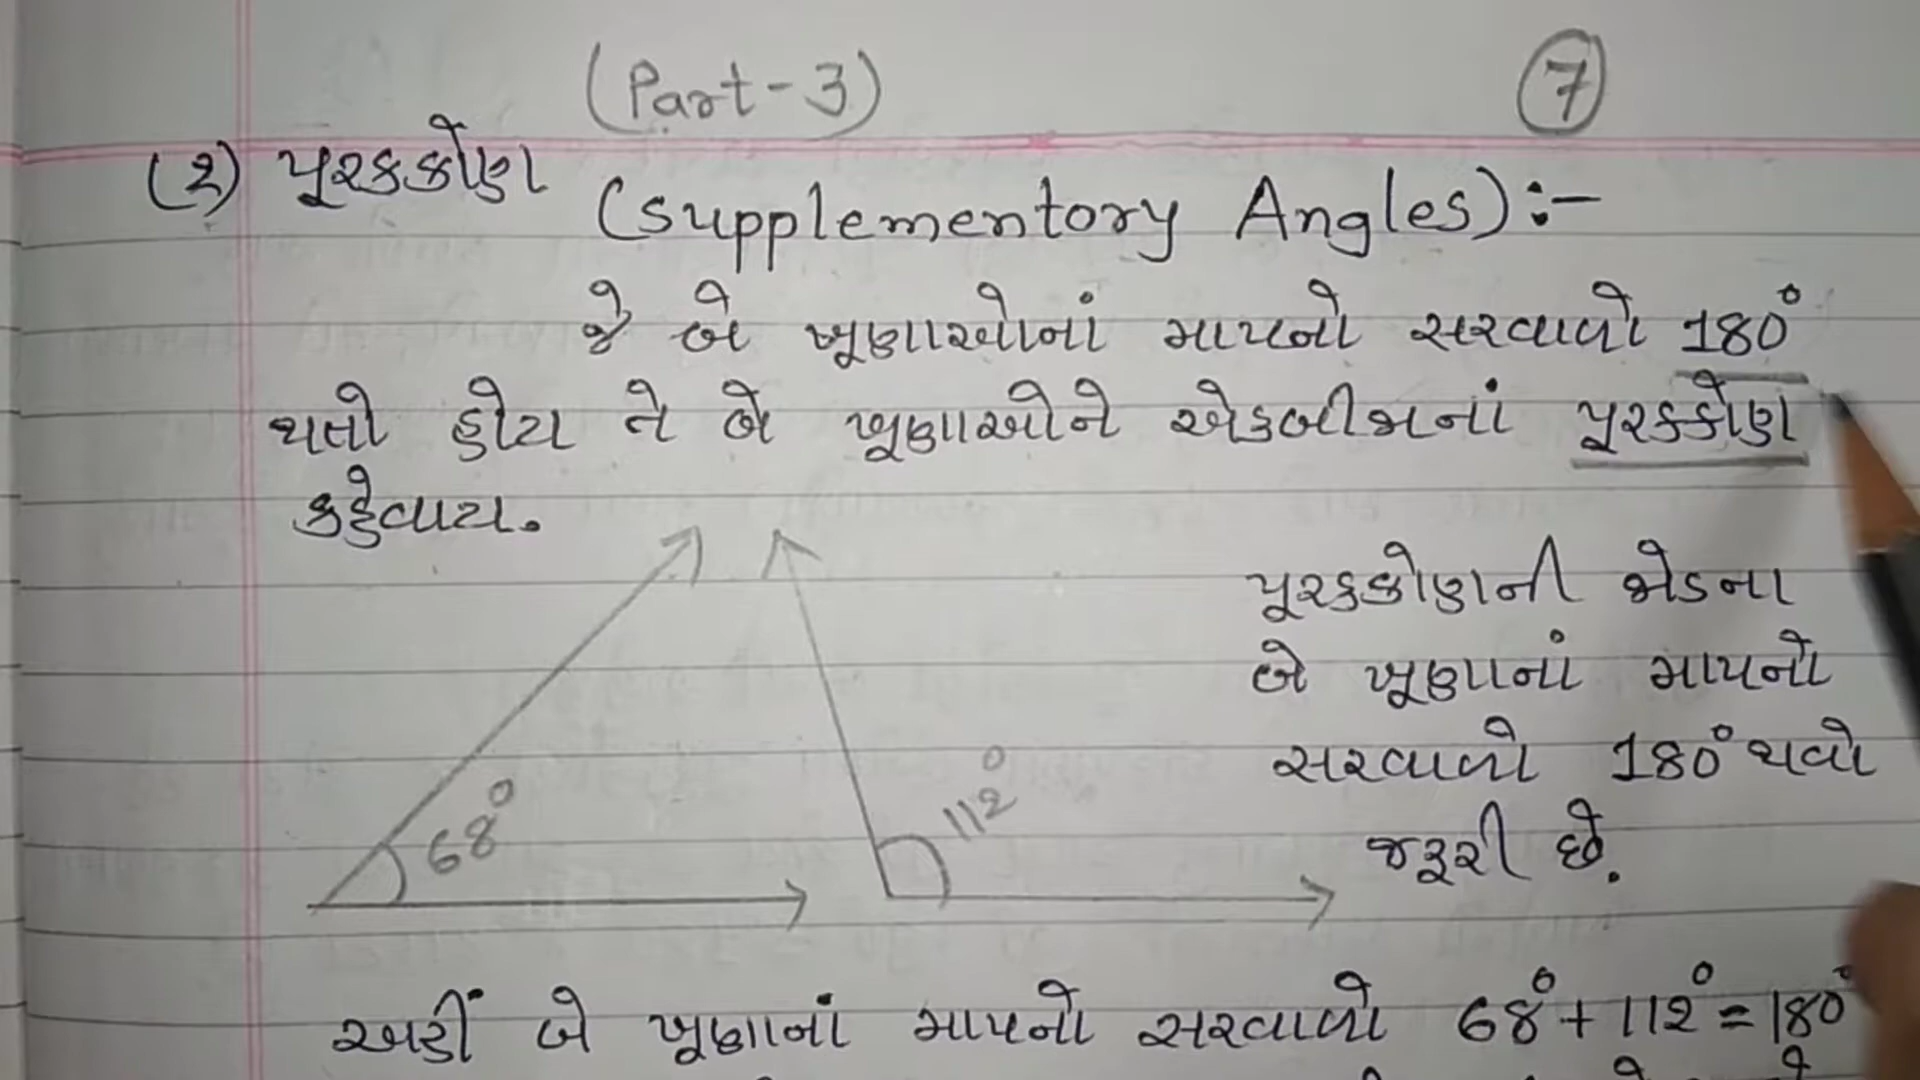 (Part-3)
7
(૨) પૂરકકોણ (supplementory Angles):-
જે બે ખૂણાઓનાં માપનો સરવાળો 180°
થતો હોય તે બે ખૂણાઓને એકબીજાનાં પૂરકકોણ
કહેવાય.
પૂરકકોણની જોડના
બે ખૂણાનાં માપનો
સરવાળો 180° થવો
જરૂરી છે.
68°
112°
અહીં બે ખૂણાનાં માપનો સરવાળો 68°+112°=180°